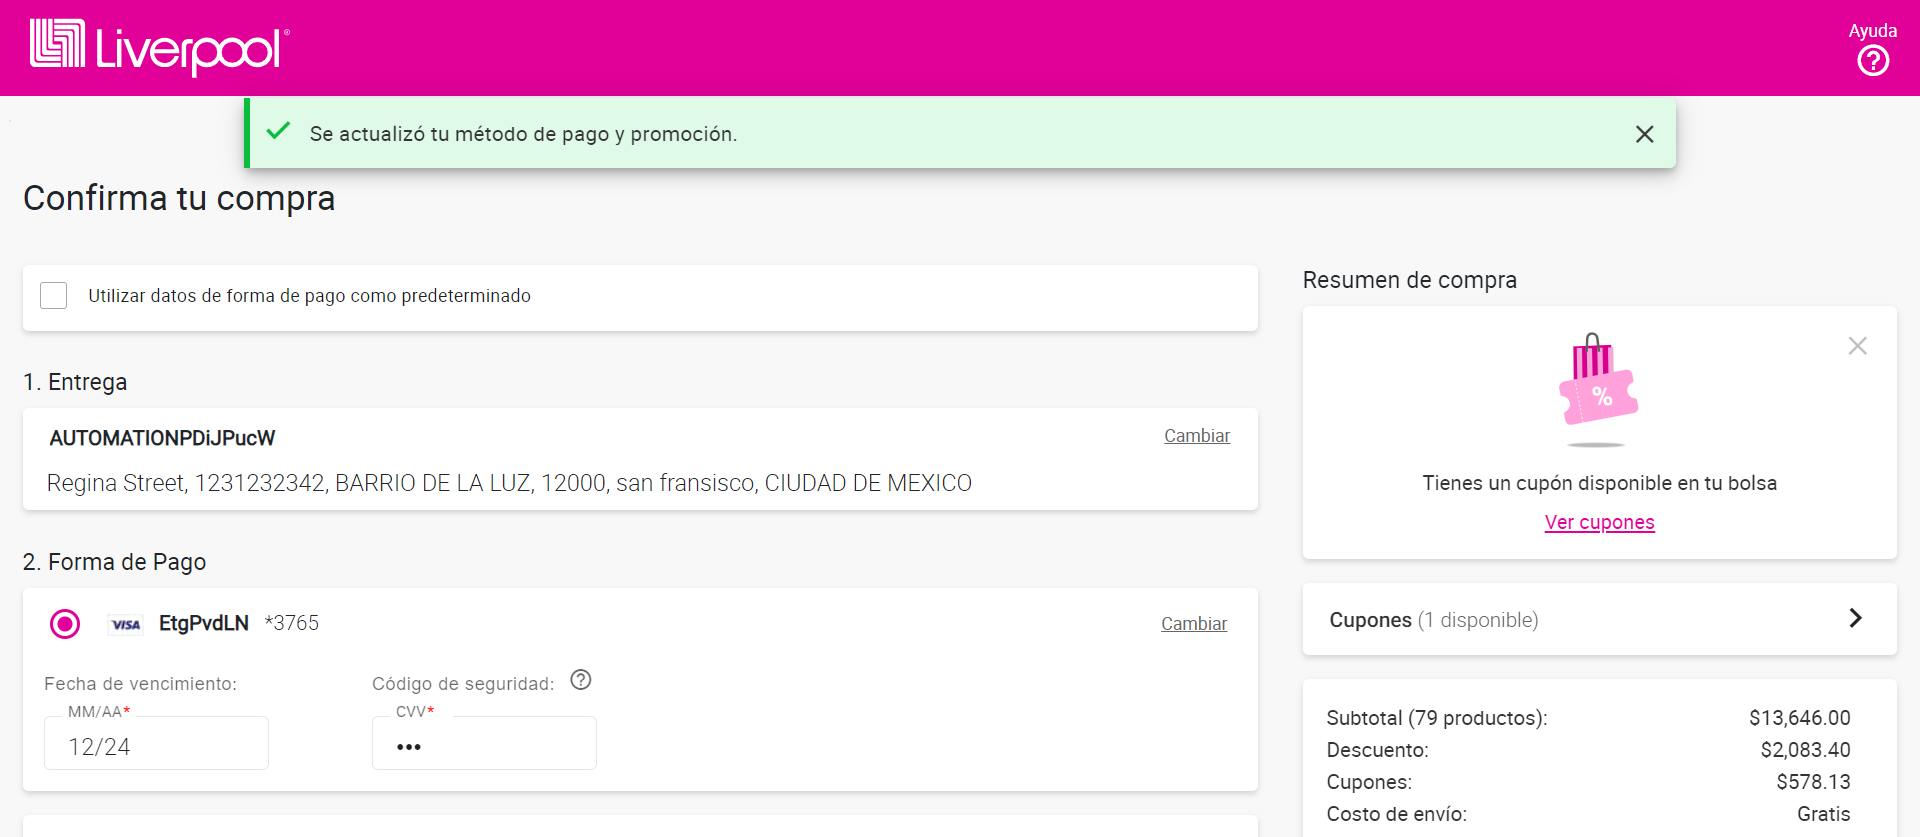 Liverpool®
Ayuda
Se actualizó tu método de pago y promoción.
Confirma tu compra
Utilizar datos de forma de pago como predeterminado
1. Entrega
AUTOMATIONPDiJPucW
Cambiar
Regina Street, 1231232342, BARRIO DE LA LUZ, 12000, san fransisco, CIUDAD DE MEXICO
2. Forma de Pago
VISA EtgPvdLN *3765
Cambiar
Fecha de vencimiento:
MM/AA*
12/24
Código de seguridad:
CVV*
•••
Resumen de compra
%
Tienes un cupón disponible en tu bolsa
Ver cupones
Cupones (1 disponible)
Subtotal (79 productos): $13,646.00
Descuento: $2,083.40
Cupones: $578.13
Costo de envío: Gratis